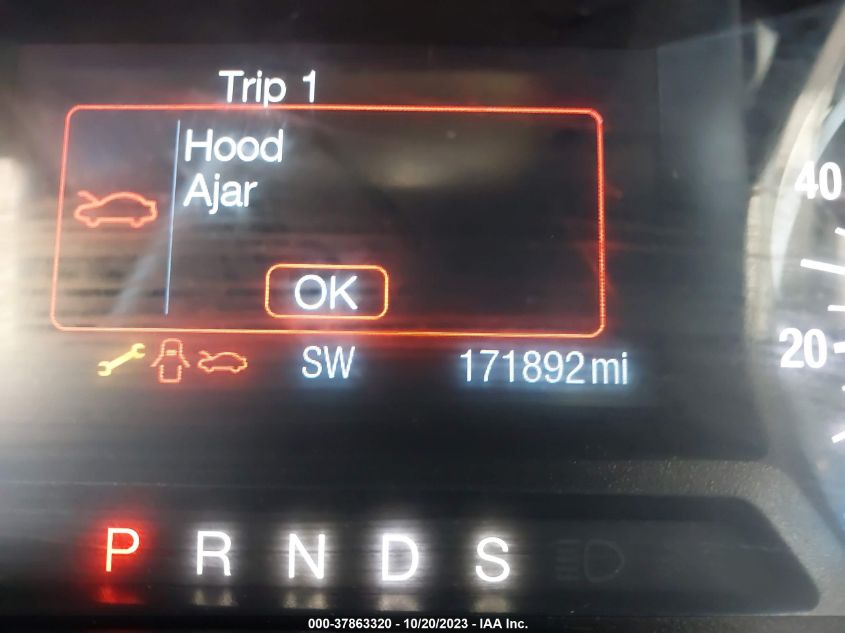 Trip 1
Hood
Ajar
OK
SW 171892 mi
40
20
P R N D S
000-37863320 - 10/20/2023 - IAA Inc.